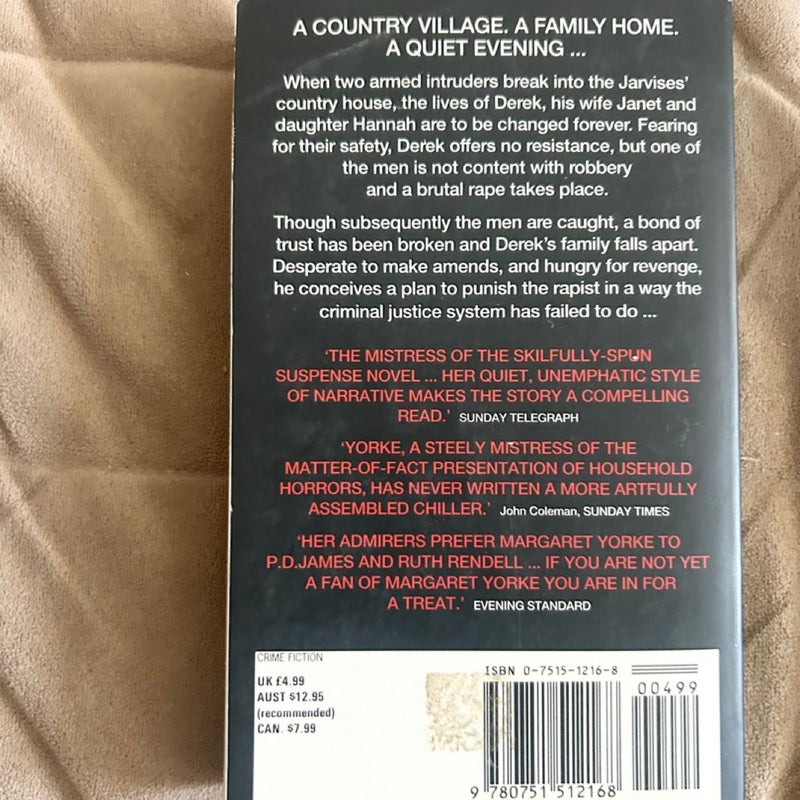 A COUNTRY VILLAGE. A FAMILY HOME.
A QUIET EVENING ...
When two armed intruders break into the Jarvises'
country house, the lives of Derek, his wife Janet and
daughter Hannah are to be changed forever. Fearing
for their safety, Derek offers no resistance, but one of
the men is not content with robbery
and a brutal rape takes place.
Though subsequently the men are caught, a bond of
trust has been broken and Derek's family falls apart.
Desperate to make amends, and hungry for revenge,
he conceives a plan to punish the rapist in a way the
criminal justice system has failed to do ...
'THE MISTRESS OF THE SKILFULLY-SPUN
SUSPENSE NOVEL ... HER QUIET, UNEMPHATIC STYLE
OF NARRATIVE MAKES THE STORY A COMPELLING
READ.' SUNDAY TELEGRAPH
'YORKE, A STEELY MISTRESS OF THE
MATTER-OF-FACT PRESENTATION OF HOUSEHOLD
HORRORS, HAS NEVER WRITTEN A MORE ARTFULLY
ASSEMBLED CHILLER.' John Coleman, SUNDAY TIMES
'HER ADMIRERS PREFER MARGARET YORKE TO
P.D.JAMES AND RUTH RENDELL ... IF YOU ARE NOT YET
A FAN OF MARGARET YORKE YOU ARE IN FOR
A TREAT.' EVENING STANDARD
CRIME FICTION
UK £4.99
AUST $12.95
(recommended)
CAN. $7.99
ISBN 0-7515-1216-8
00499
9 780751 512168